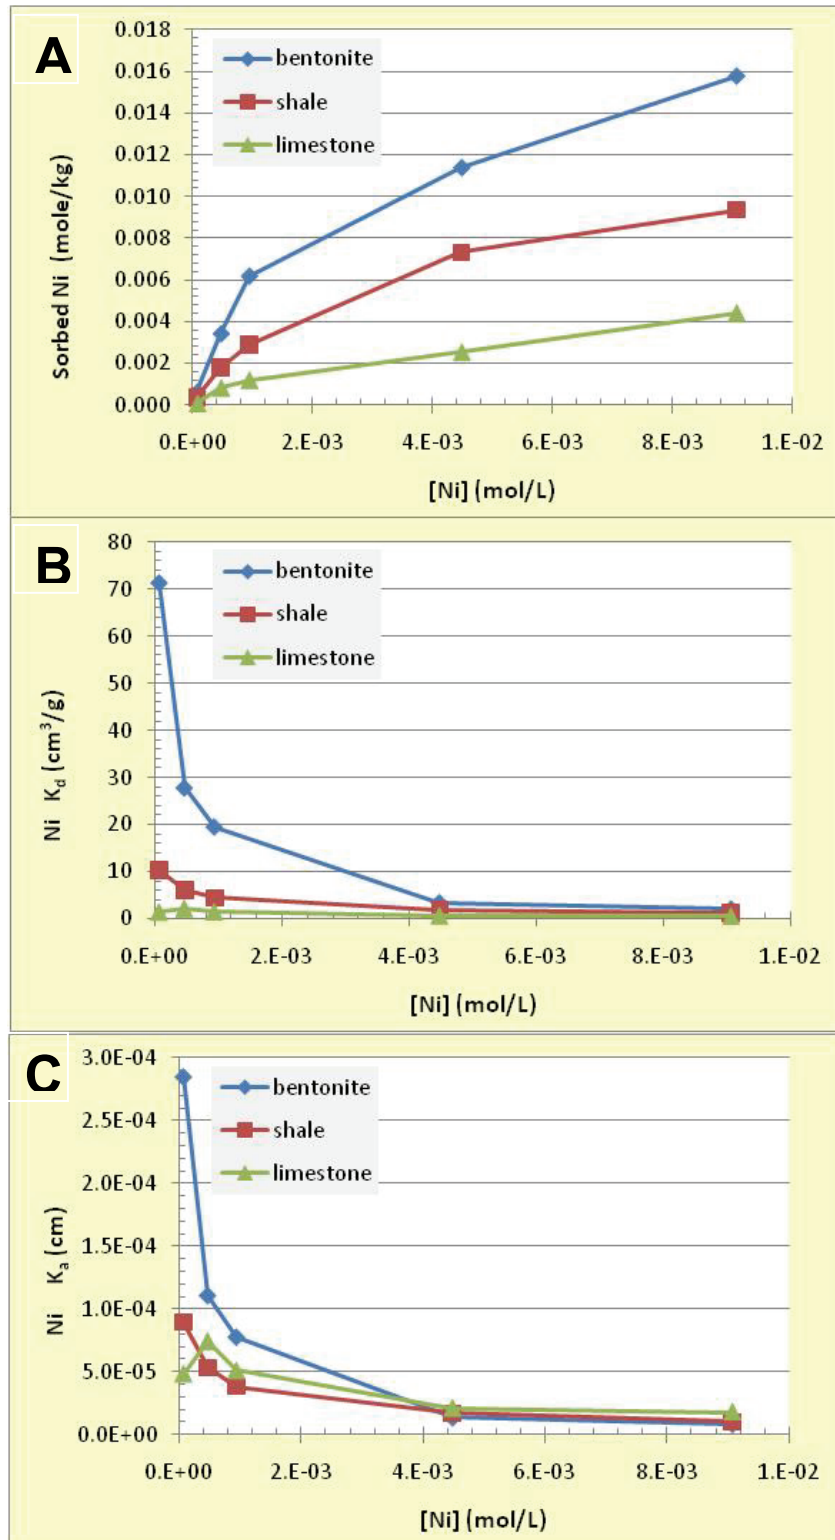 A
0.018
0.016
0.014
0.012
0.010
0.008
0.006
0.004
0.002
0.000
Sorbed Ni (mole/kg)
bentonite
shale
limestone
0.E+00 2.E-03 4.E-03 6.E-03 8.E-03 1.E-02
[Ni] (mol/L)
B
80
70
60
50
40
30
20
10
0
Ni Kd (cm³/g)
bentonite
shale
limestone
0.E+00 2.E-03 4.E-03 6.E-03 8.E-03 1.E-02
[Ni] (mol/L)
C
3.0E-04
2.5E-04
2.0E-04
1.5E-04
1.0E-04
5.0E-05
0.0E+00
Ni Ka (cm)
bentonite
shale
limestone
0.E+00 2.E-03 4.E-03 6.E-03 8.E-03 1.E-02
[Ni] (mol/L)